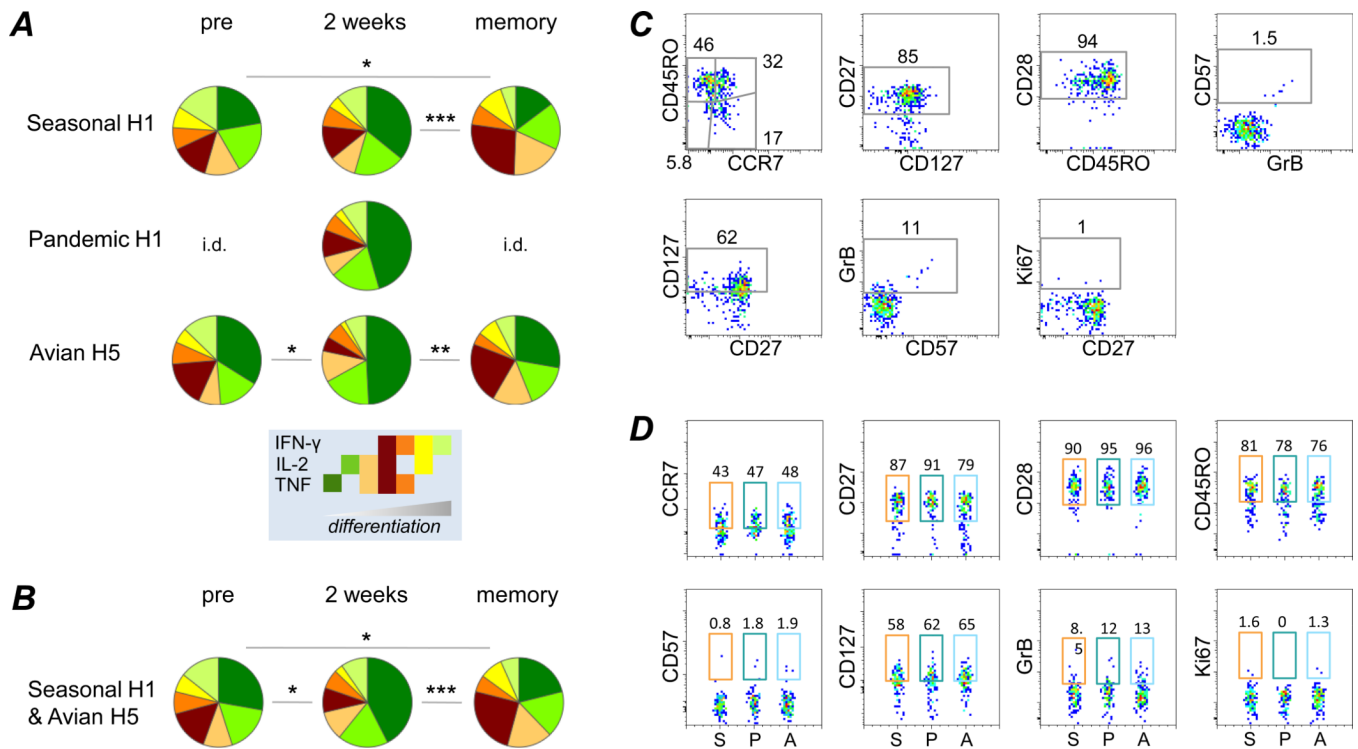 A
pre 2 weeks memory
*
Seasonal H1
***
Pandemic H1
i.d. i.d.
Avian H5
* **
IFN-γ
IL-2
TNF
differentiation
B
pre 2 weeks memory
*
Seasonal H1
& Avian H5
* ***
C
CD45RO
46 32
5.8 17
CCR7
CD27
85
CD127
CD28
94
CD45RO
CD57
1.5
GrB
CD127
62
CD27
GrB
11
CD57
Ki67
1
CD27
D
CCR7
43 47 48
CD27
87 91 79
CD28
90 95 96
CD45RO
81 78 76
CD57
0.8 1.8 1.9
S P A
CD127
58 62 65
S P A
GrB
8. 12 13
5
S P A
Ki67
1.6 0 1.3
S P A